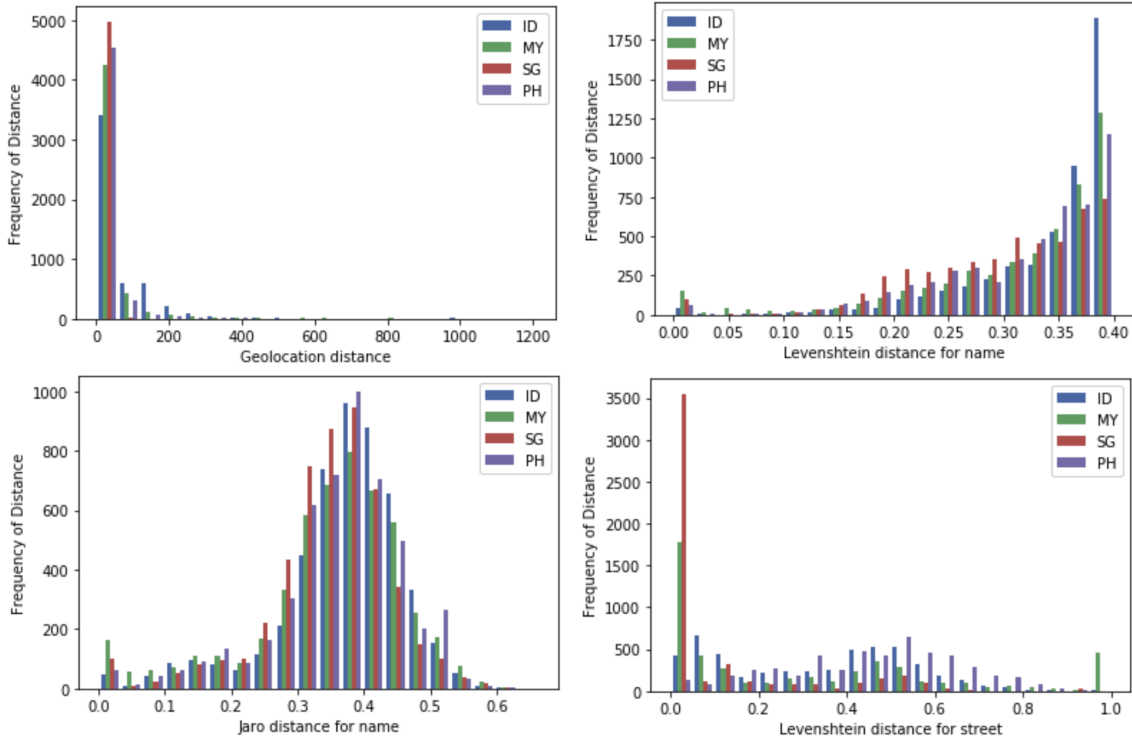 ID
MY
SG
PH
Frequency of Distance
5000
4000
3000
2000
1000
0
0 200 400 600 800 1000 1200
Geolocation distance
ID
MY
SG
PH
Frequency of Distance
1750
1500
1250
1000
750
500
250
0
0.00 0.05 0.10 0.15 0.20 0.25 0.30 0.35 0.40
Levenshtein distance for name
ID
MY
SG
PH
Frequency of Distance
1000
800
600
400
200
0
0.0 0.1 0.2 0.3 0.4 0.5 0.6
Jaro distance for name
ID
MY
SG
PH
Frequency of Distance
3500
3000
2500
2000
1500
1000
500
0
0.0 0.2 0.4 0.6 0.8 1.0
Levenshtein distance for street